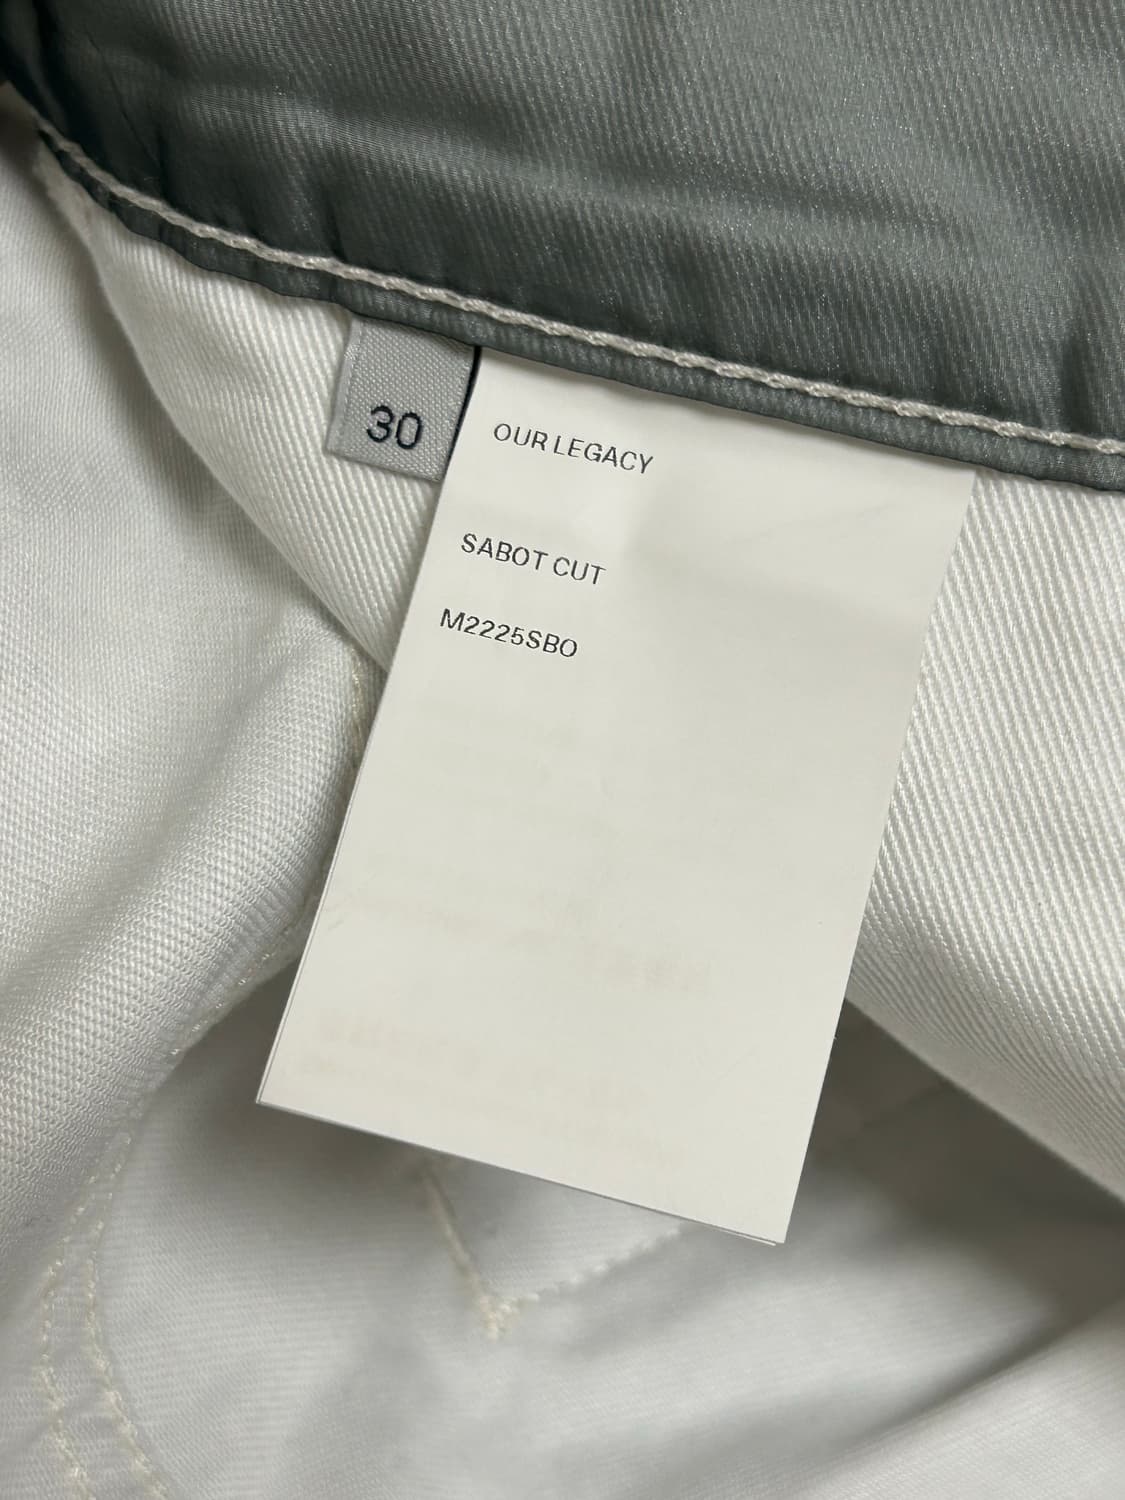 30
OUR LEGACY
SABOT CUT
M2225SBO